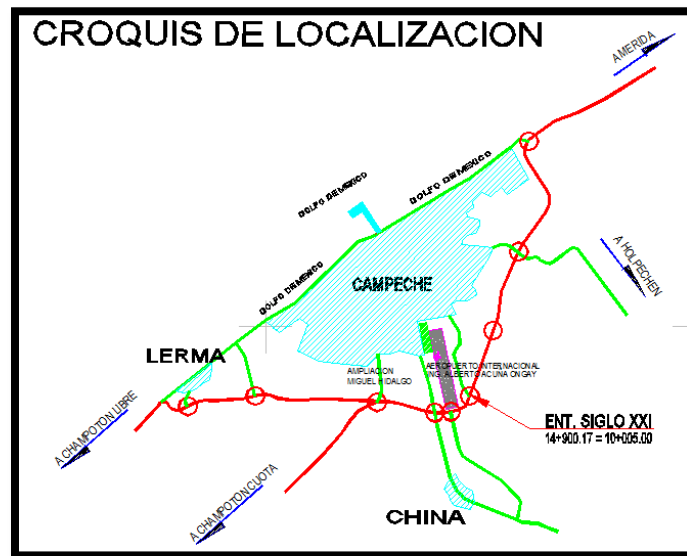 CROQUIS DE LOCALIZACION
A MERIDA
GOLFO DE MEXICO
GOLFO DE MEXICO
GOLFO DE MEXICO
A HOLPECHEN
CAMPECHE
LERMA
AMPLIACION
MIGUEL HIDALGO
AEROPUERTO INTERNACIONAL
ING. ALBERTO ACUNA ONGAY
A CHAMPOTON LIBRE
ENT. SIGLO XXI
14+900.17 = 10+005.00
A CHAMPOTON CUOTA
CHINA